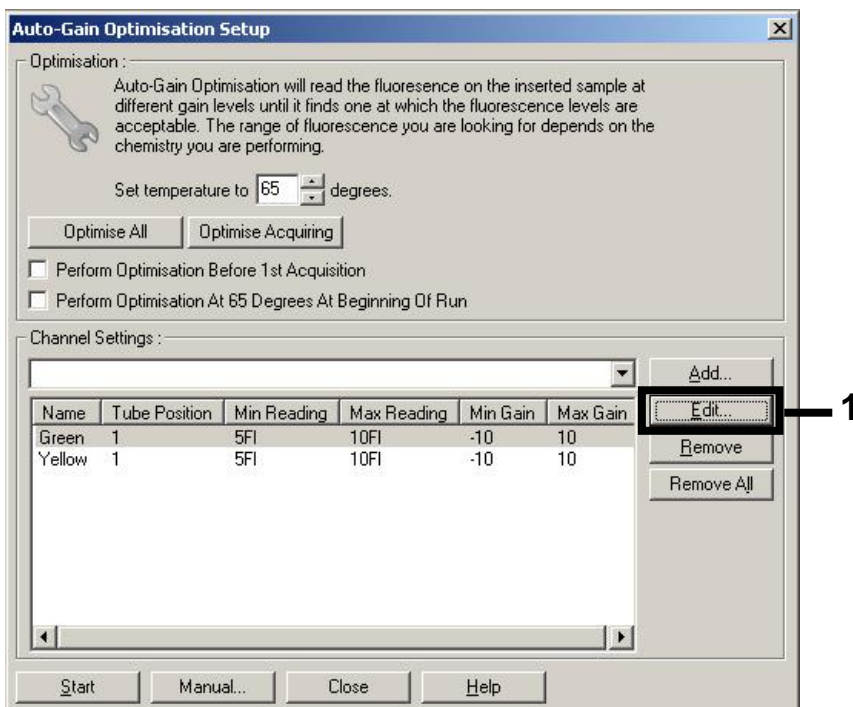 Auto-Gain Optimisation Setup
Optimisation :
Auto-Gain Optimisation will read the fluoresence on the inserted sample at
different gain levels until it finds one at which the fluorescence levels are
acceptable. The range of fluorescence you are looking for depends on the
chemistry you are performing.
Set temperature to 65 degrees.
Optimise All Optimise Acquiring
Perform Optimisation Before 1st Acquisition
Perform Optimisation At 65 Degrees At Beginning Of Run
Channel Settings :
Add...
Name Tube Position Min Reading Max Reading Min Gain Max Gain Edit... 1
Green 1 5Fl 10Fl -10 10
Yellow 1 5Fl 10Fl -10 10
Remove
Remove All
Start Manual... Close Help